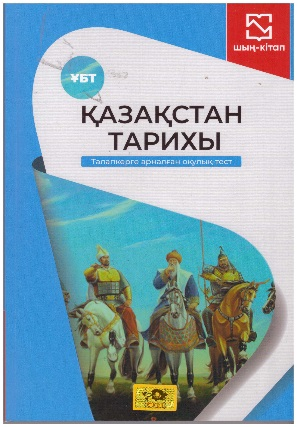 шың-кітап
ҰБТ
ҚАЗАҚСТАН
ТАРИХЫ
Талапкерге арналған оқулық-тест